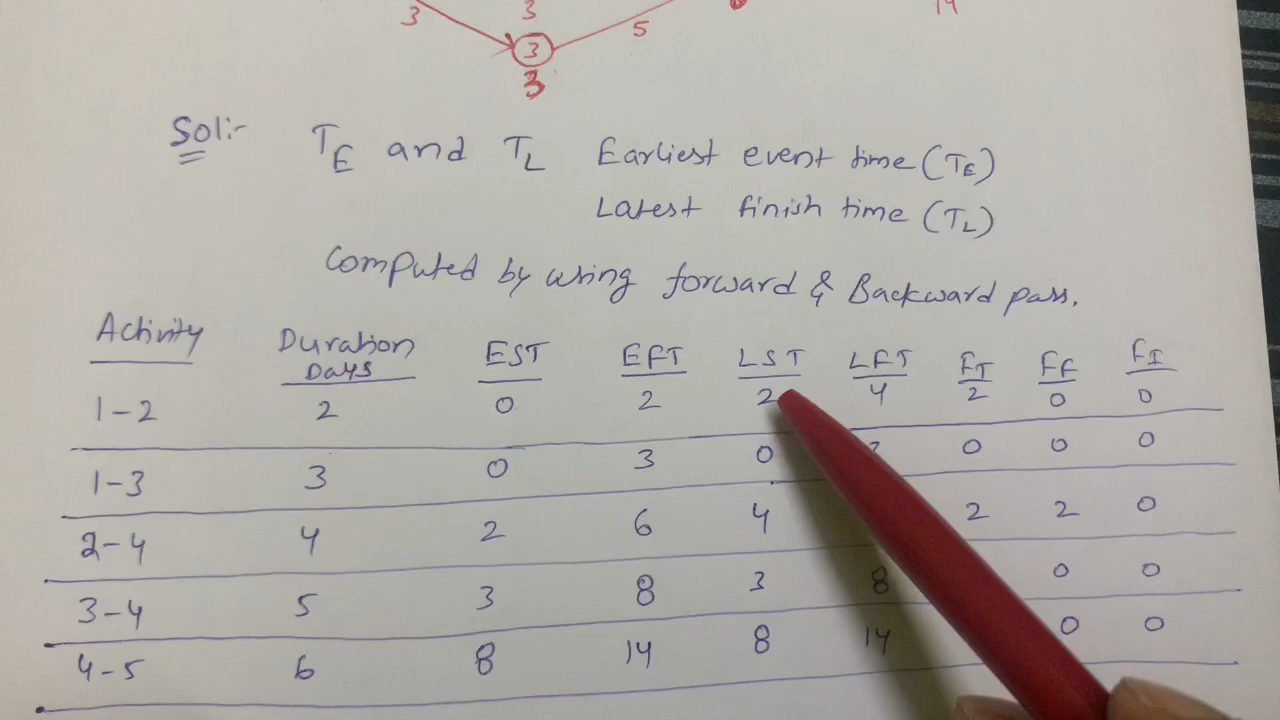 3 3 5 14
3
3
Sol:- TE and TL Earliest event time (TE)
Latest finish time (TL)
Computed by using forward & Backward pass.
Activity Duration Days EST EFT LST LFT FT FF FI
1-2 2 0 2 2 4 2 0 0
1-3 3 0 3 0 0 0 0
2-4 4 2 6 4 2 2 0
3-4 5 3 8 3 8 0 0
4-5 6 8 14 8 14 0 0